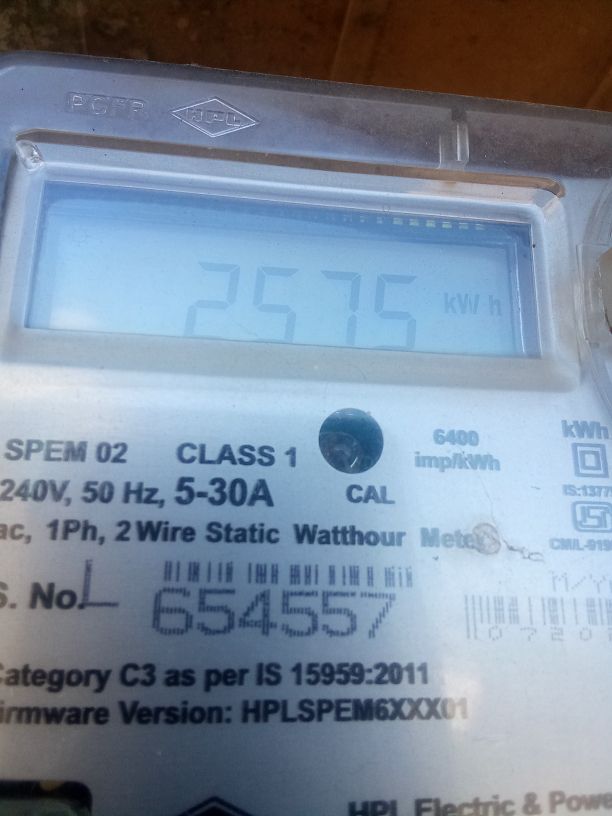 HPL
2575 kWh
SPEM 02 CLASS 1
6400
imp/kWh
kWh
240V, 50 Hz, 5-30A
CAL
ac, 1Ph, 2 Wire Static Watthour Meter
S. No. L 654557
M/Y
Category C3 as per IS 15959:2011
Firmware Version: HPLSPEM6XXX01
HPL Electric & Power